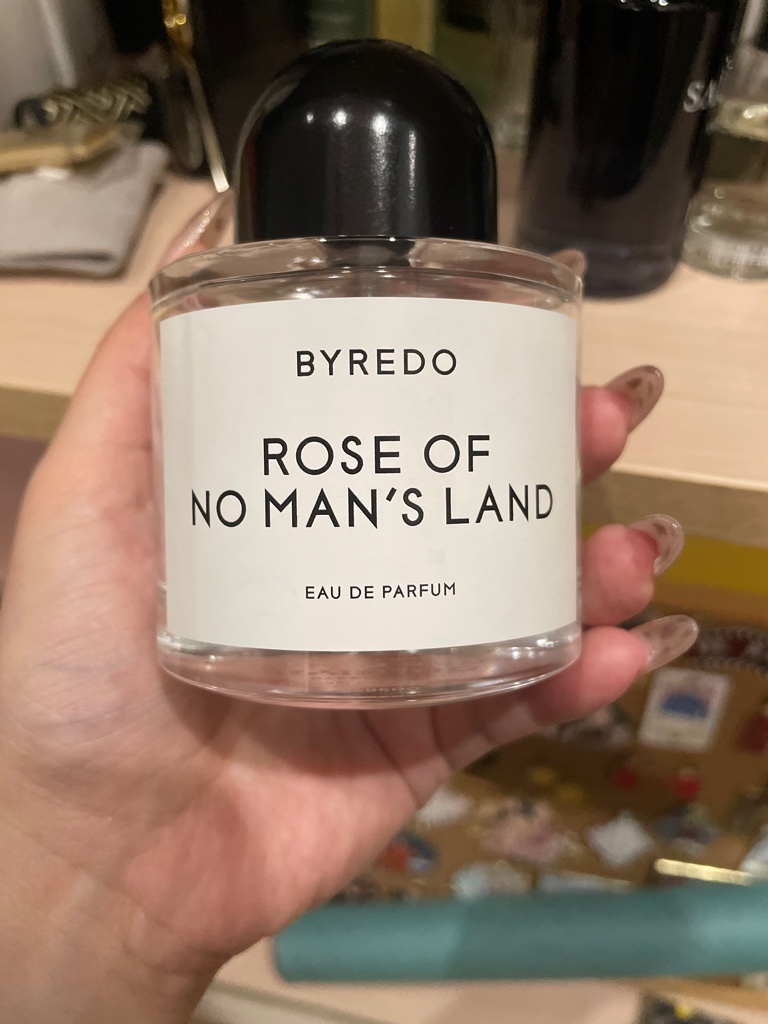 BYREDO
ROSE OF
NO MAN'S LAND
EAU DE PARFUM